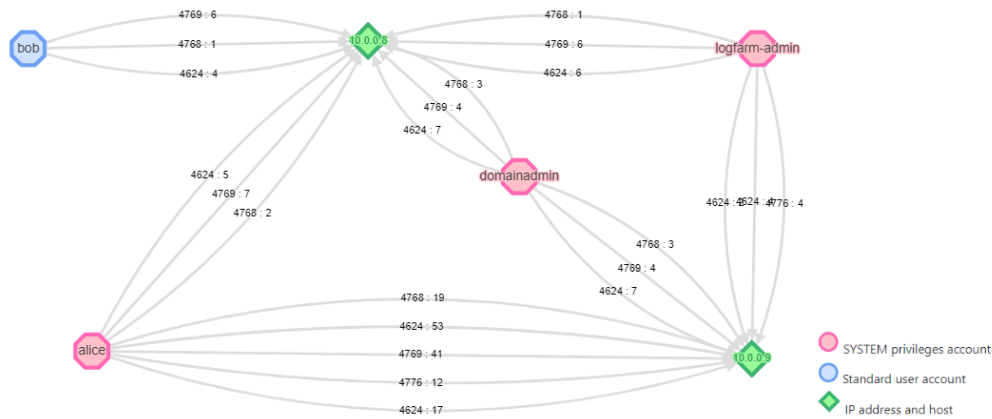 4769 : 6
4768 : 1
bob
10.0.0.8
4768 : 1
4769 : 6
logfarm-admin
4624 : 4
4624 : 6
4768 : 3
4769 : 4
4624 : 7
4624 : 5
domainadmin
4769 : 7
4624 :
4624 :
4776 : 4
4768 : 2
4768 : 3
4769 : 4
4624 : 7
4768 : 19
4624 : 53
alice
4769 : 41
10.0.0.9
4776 : 12
4624 : 17
SYSTEM privileges account
Standard user account
IP address and host